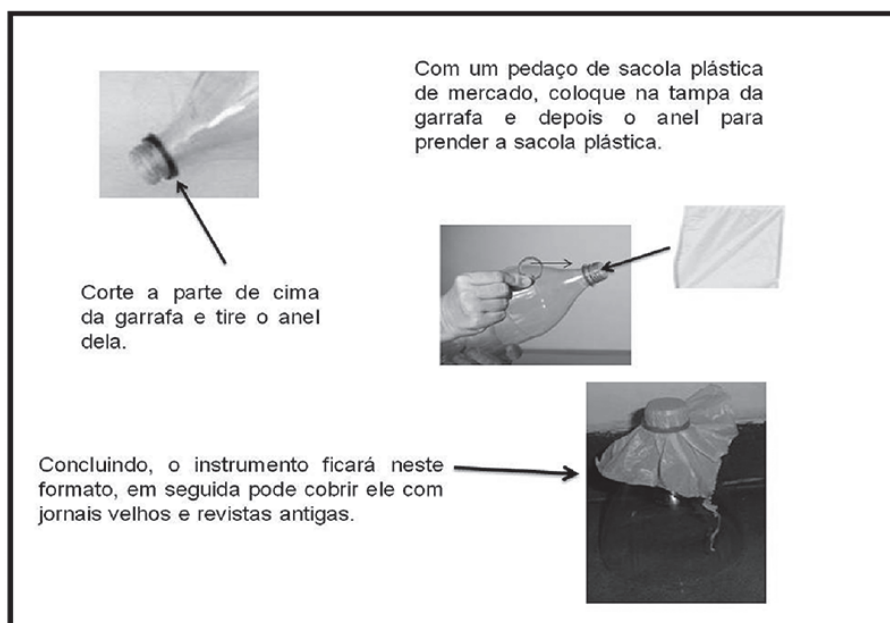 Com um pedaço de sacola plástica
de mercado, coloque na tampa da
garrafa e depois o anel para
prender a sacola plástica.
Corte a parte de cima
da garrafa e tire o anel
dela.
Concluindo, o instrumento ficará neste
formato, em seguida pode cobrir ele com
jornais velhos e revistas antigas.